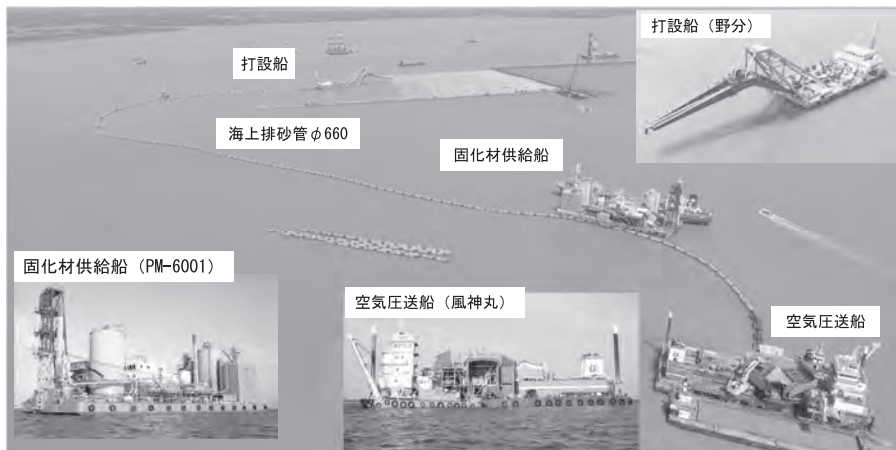 打設船（野分）
打設船
海上排砂管φ660
固化材供給船
固化材供給船（PM-6001）
空気圧送船（風神丸）
空気圧送船